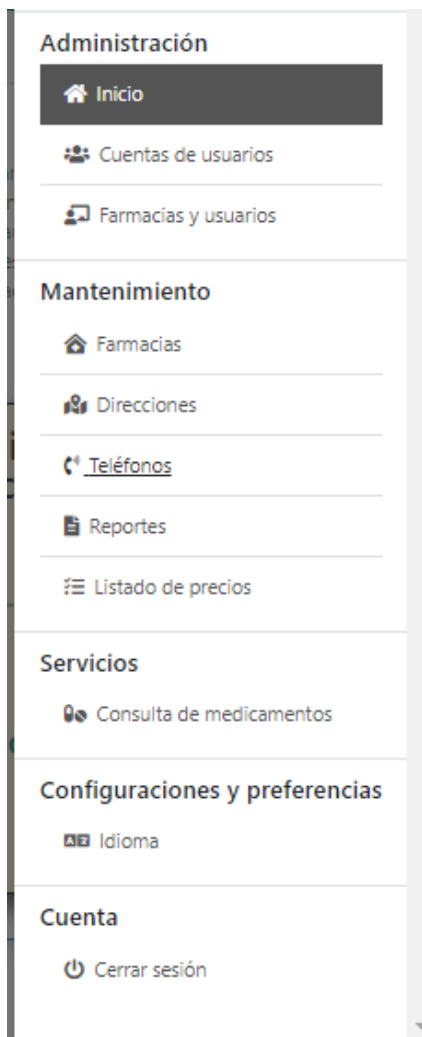 Administración
Inicio
Cuentas de usuarios
Farmacias y usuarios
Mantenimiento
Farmacias
Direcciones
Teléfonos
Reportes
Listado de precios
Servicios
Consulta de medicamentos
Configuraciones y preferencias
Idioma
Cuenta
Cerrar sesión